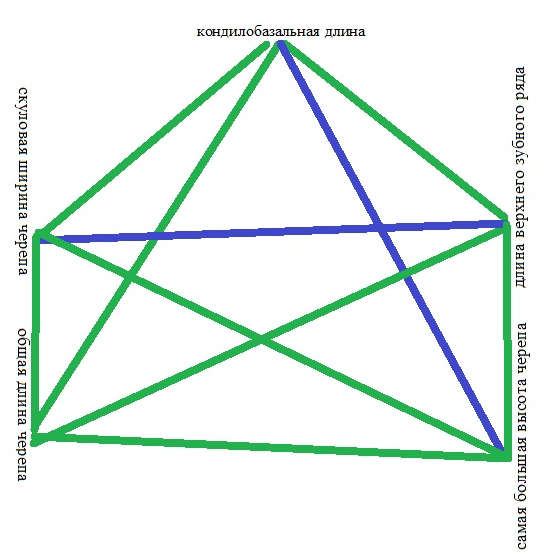 кондилобазальная длина
скуловая ширина черепа
длина верхнего зубного ряда
общая длина черепа
самая большая высота черепа